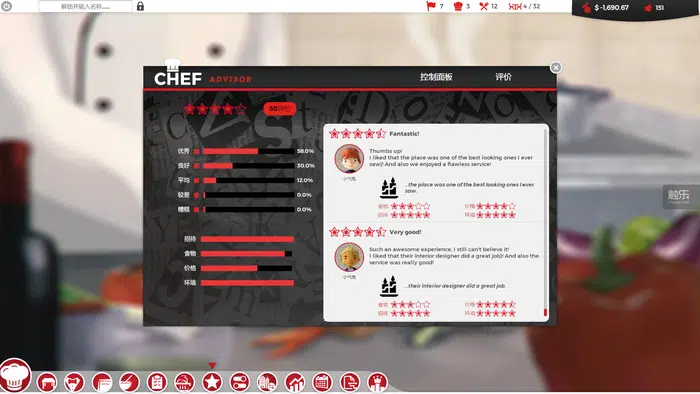 解锁并输入名称......
7
3
12
4 / 32
$ -1,690.67
151
CHEF ADVISOR
控制面板
评价
50评价
优秀 58.0%
良好 30.0%
平均 12.0%
较差 0.0%
糟糕 0.0%
招待
食物
价格
环境
Fantastic!
Thumbs up!
I liked that the place was one of the best looking ones I ever
saw)! And also we enjoyed a flawless service!
小气鬼
...the place was one of the best looking ones I ever
saw.
食物
价格
招待
环境
Very good!
Such an awesome experience, I still can't believe it!
I liked that their interior designer did a great job)! And also the
service was really good!
小气鬼
...their interior designer did a great job.
食物
价格
招待
环境
触乐